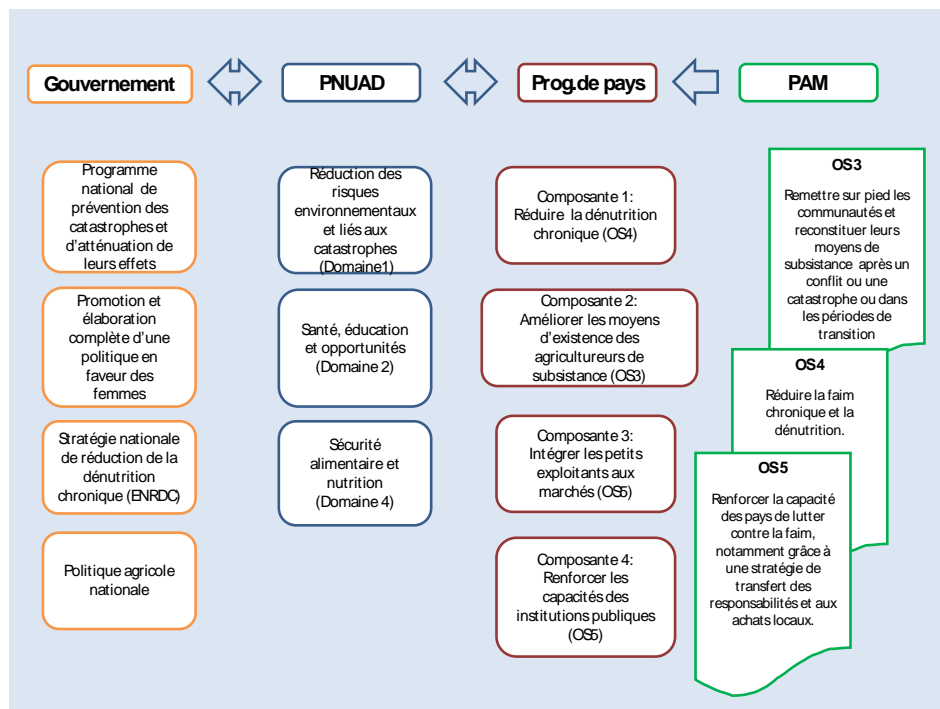 Gouvernement
PNUAD
Prog.de pays
PAM
Programme
national de
prévention des
catastrophes et
d'atténuation de
leurs effets
Promotion et
élaboration
complète d'une
politique en
faveur des
femmes
Stratégie nationale
de réduction de la
dénutrition
chronique (ENRDC)
Politique agricole
nationale
Réduction des
risques
environnementaux
et liés aux
catastrophes
(Domaine1)
Santé, éducation
et opportunités
(Domaine 2)
Sécurité
alimentaire et
nutrition
(Domaine 4)
Composante 1:
Réduire la dénutrition
chronique (OS4)
Composante 2:
Améliorer les moyens
d'existence des
agricultureurs de
subsistance (OS3)
Composante 3:
Intégrer les petits
exploitants aux
marchés (OS5)
Composante 4:
Renforcer les
capacités des
institutions publiques
(OS5)
OS3
Remettre sur pied les
communautés et
reconstituer leurs
moyens de
subsistance après un
conflit ou une
catastrophe ou dans
les périodes de
transition
OS4
Réduire la faim
chronique et la
dénutrition.
OS5
Renforcer la capacité
des pays de lutter
contre la faim,
notamment grâce à
une stratégie de
transfert des
responsabilités et aux
achats locaux.